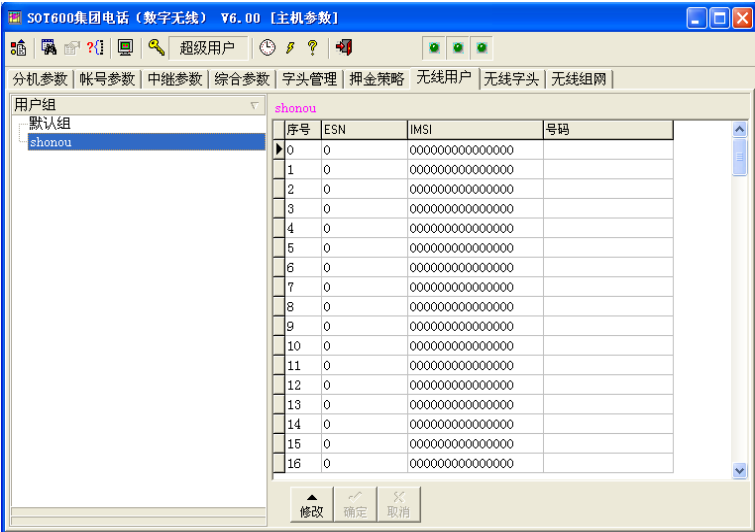 SOT600集团电话（数字无线） V6.00 [主机参数]
超级用户
分机参数 帐号参数 中继参数 综合参数 字头管理 押金策略 无线用户 无线字头 无线组网
用户组
默认组
shonou
shonou
序号 ESN IMSI 号码
0 0 000000000000000
1 0 000000000000000
2 0 000000000000000
3 0 000000000000000
4 0 000000000000000
5 0 000000000000000
6 0 000000000000000
7 0 000000000000000
8 0 000000000000000
9 0 000000000000000
10 0 000000000000000
11 0 000000000000000
12 0 000000000000000
13 0 000000000000000
14 0 000000000000000
15 0 000000000000000
16 0 000000000000000
修改 确定 取消